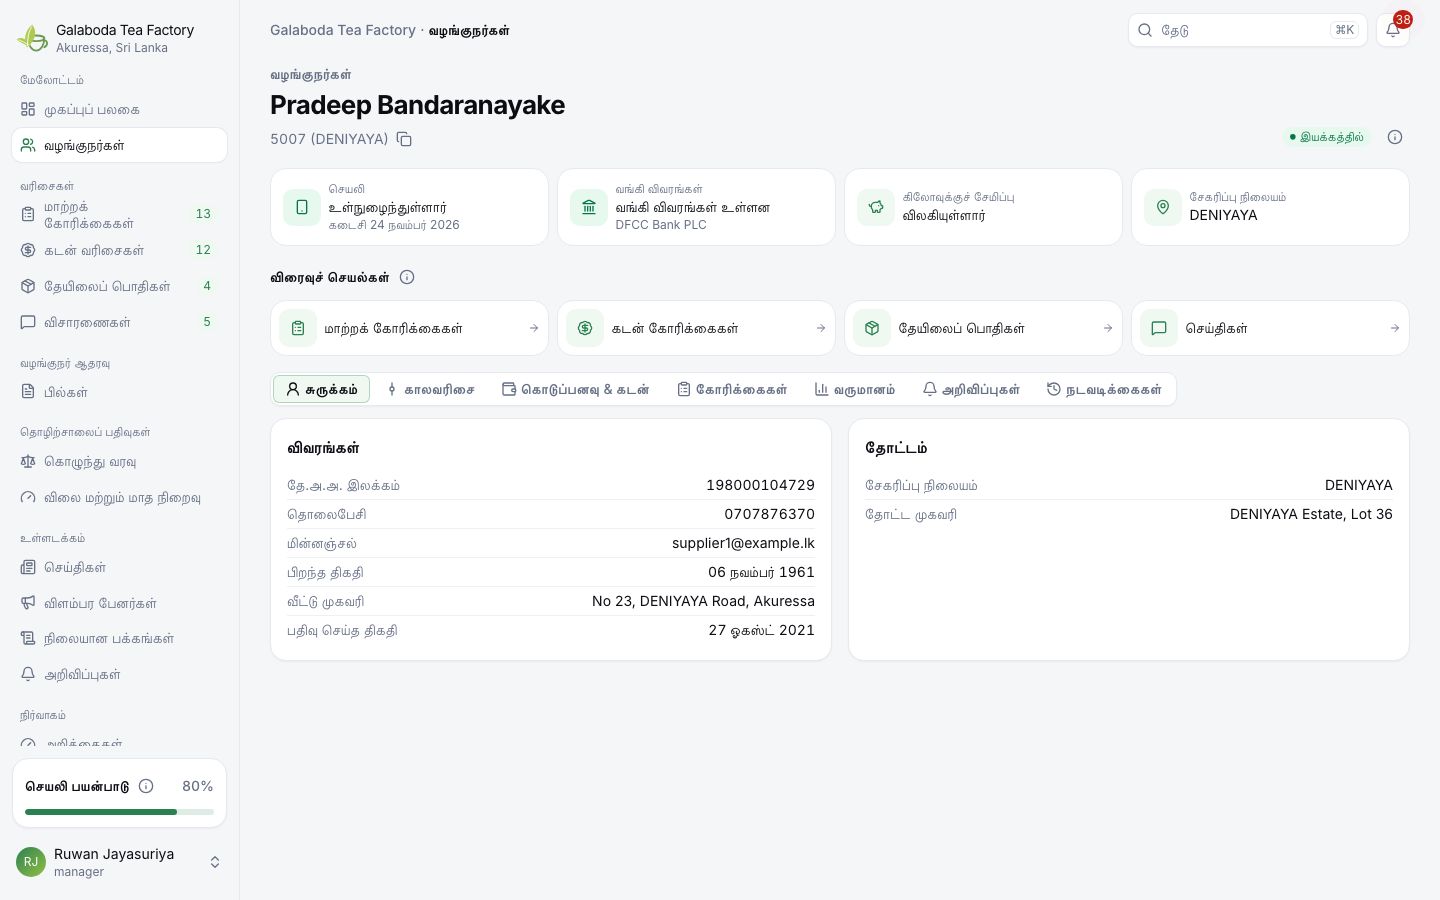 Galaboda Tea Factory
Akuressa, Sri Lanka
மேலோட்டம்
முகப்புப் பலகை
வழங்குநர்கள்
வரிசைகள்
மாற்றக்
கோரிக்கைகள்
13
கடன் வரிசைகள்
12
தேயிலைப் பொதிகள்
4
விசாரணைகள்
5
வழங்குநர் ஆதரவு
பில்கள்
தொழிற்சாலைப் பதிவுகள்
கொழுந்து வரவு
விலை மற்றும் மாத நிறைவு
உள்ளடக்கம்
செய்திகள்
விளம்பர பேனர்கள்
நிலையான பக்கங்கள்
அறிவிப்புகள்
நிர்வாகம்
அறிக்கைகள்
செயலி பயன்பாடு
80%
RJ
Ruwan Jayasuriya
manager
Galaboda Tea Factory · வழங்குநர்கள்
தேடு
⌘K
38
வழங்குநர்கள்
Pradeep Bandaranayake
5007 (DENIYAYA)
இயக்கத்தில்
செயலி
உள்நுழைந்துள்ளார்
கடைசி 24 நவம்பர் 2026
வங்கி விவரங்கள்
வங்கி விவரங்கள் உள்ளன
DFCC Bank PLC
கிலோவுக்குச் சேமிப்பு
விலகியுள்ளார்
சேகரிப்பு நிலையம்
DENIYAYA
விரைவுச் செயல்கள்
மாற்றக் கோரிக்கைகள்
கடன் கோரிக்கைகள்
தேயிலைப் பொதிகள்
செய்திகள்
சுருக்கம்
காலவரிசை
கொடுப்பனவு & கடன்
கோரிக்கைகள்
வருமானம்
அறிவிப்புகள்
நடவடிக்கைகள்
விவரங்கள்
தே.அ.அ. இலக்கம்
198000104729
தொலைபேசி
0707876370
மின்னஞ்சல்
supplier1@example.lk
பிறந்த திகதி
06 நவம்பர் 1961
வீட்டு முகவரி
No 23, DENIYAYA Road, Akuressa
பதிவு செய்த திகதி
27 ஓகஸ்ட் 2021
தோட்டம்
சேகரிப்பு நிலையம்
DENIYAYA
தோட்ட முகவரி
DENIYAYA Estate, Lot 36